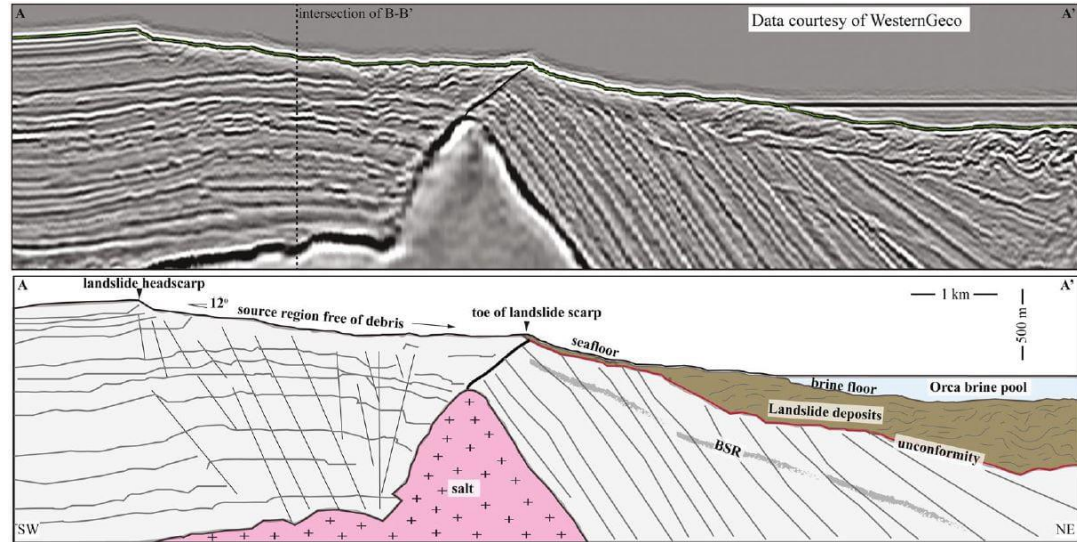 A
intersection of B-B'
Data courtesy of WesternGeco
A'
A
landslide headscarp
12°
source region free of debris
toe of landslide scarp
1 km
500 m
A'
seafloor
brine floor
Orca brine pool
Landslide deposits
unconformity
BSR
salt
SW
NE